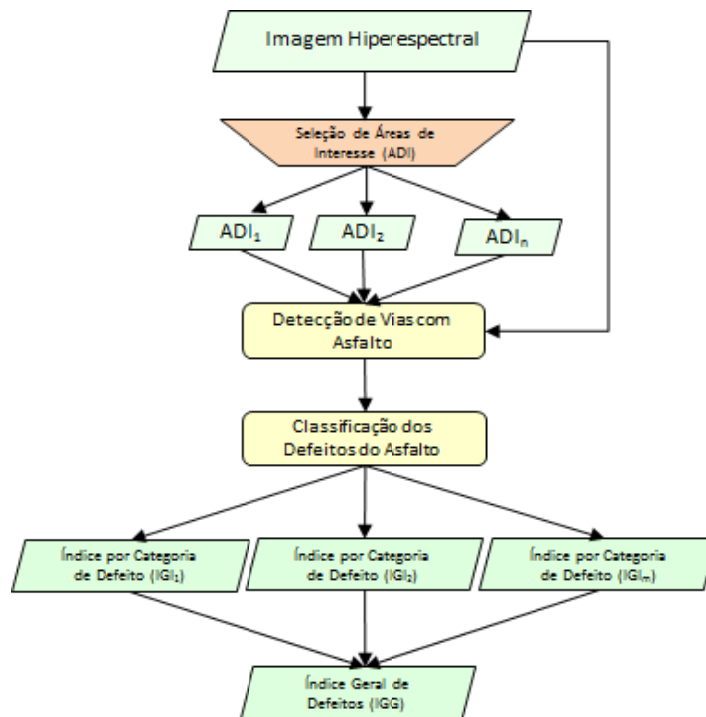 Imagem Hiperespectral
Seleção de Áreas de
Interesse (ADI)
ADI₁
ADI₂
ADIₙ
Detecção de Vias com
Asfalto
Classificação dos
Defeitos do Asfalto
Índice por Categoria
de Defeito (IGI₁)
Índice por Categoria
de Defeito (IGI₂)
Índice por Categoria
de Defeito (IGIₘ)
Índice Geral de
Defeitos (IGG)